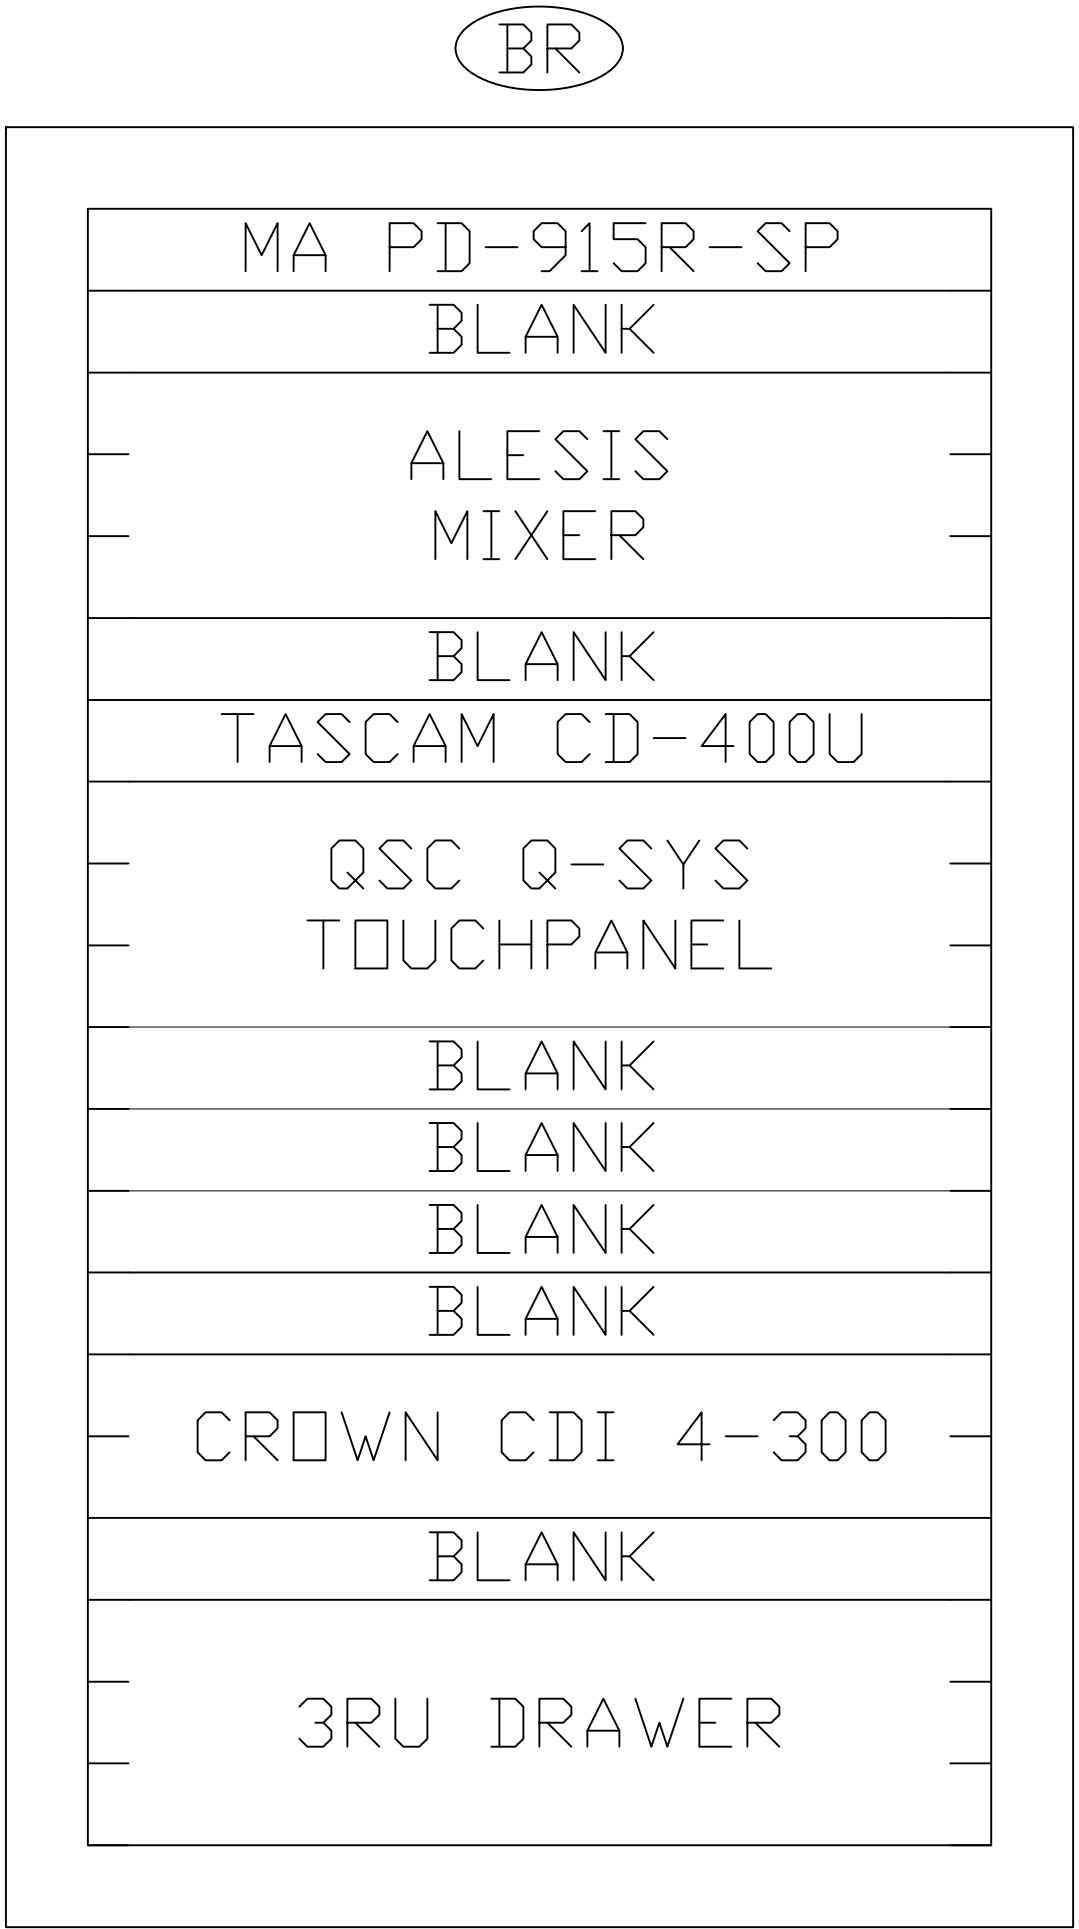 BR
MA PD-915R-SP
BLANK
ALESIS
MIXER
BLANK
TASCAM CD-400U
QSC Q-SYS
TOUCHPANEL
BLANK
BLANK
BLANK
BLANK
CROWN CDI 4-300
BLANK
3RU DRAWER